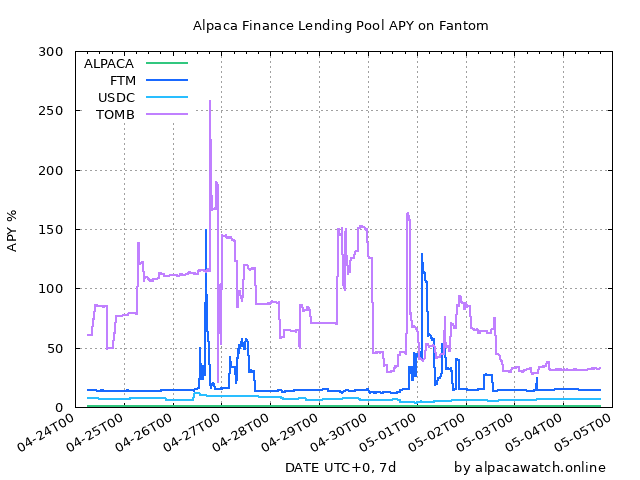 Alpaca Finance Lending Pool APY on Fantom
300
250
200
150
100
50
0
APY %
ALPACA
FTM
USDC
TOMB
04-24T00
04-25T00
04-26T00
04-27T00
04-28T00
04-29T00
04-30T00
05-01T00
05-02T00
05-03T00
05-04T00
05-05T00
DATE UTC+0, 7d
by alpacawatch.online